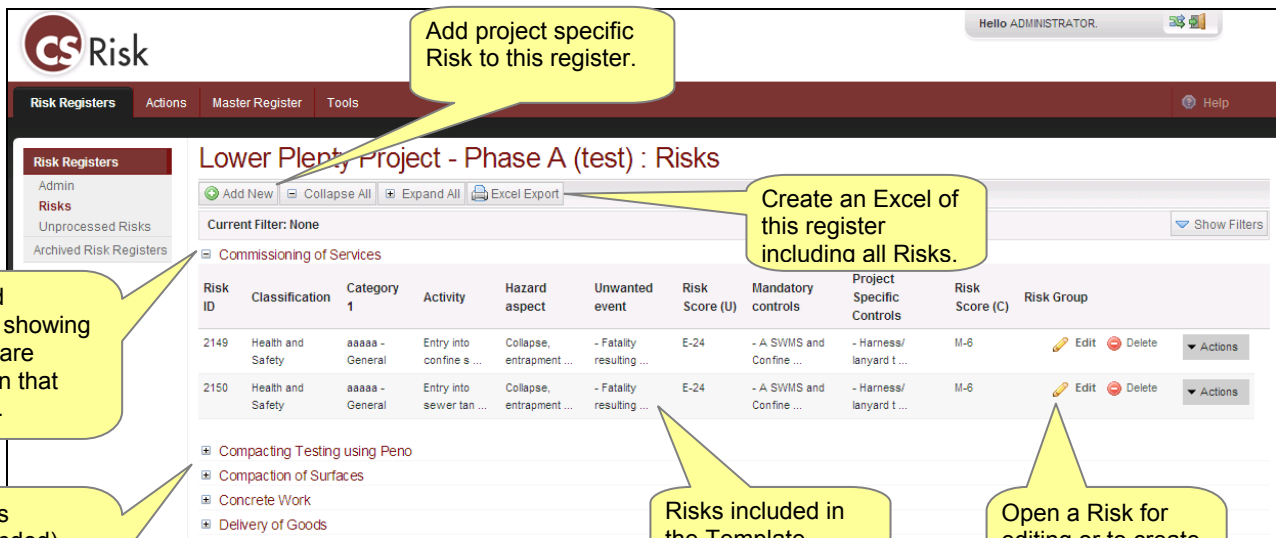 CS Risk
Hello ADMINISTRATOR.
Add project specific
Risk to this register.
Risk Registers Actions Master Register Tools Help
Risk Registers
Admin
Risks
Unprocessed Risks
Archived Risk Registers
Lower Plenty Project - Phase A (test) : Risks
Add New Collapse All Expand All Excel Export
Create an Excel of
this register
including all Risks.
Current Filter: None Show Filters
Commissioning of Services
Risk ID Classification Category 1 Activity Hazard aspect Unwanted event Risk Score (U) Mandatory controls Project Specific Controls Risk Score (C) Risk Group
2149 Health and Safety aaaaa - General Entry into confine s ... Collapse, entrapment ... - Fatality resulting ... E-24 - A SWMS and Confine ... - Harness/ lanyard t ... M-6 Edit Delete Actions
2150 Health and Safety aaaaa - General Entry into sewer tan ... Collapse, entrapment ... - Fatality resulting ... E-24 - A SWMS and Confine ... - Harness/ lanyard t ... M-6 Edit Delete Actions
showing
are
n that
Compacting Testing using Peno
Compaction of Surfaces
Concrete Work
Delivery of Goods
Risks included in
the Template
Open a Risk for
editing or to create